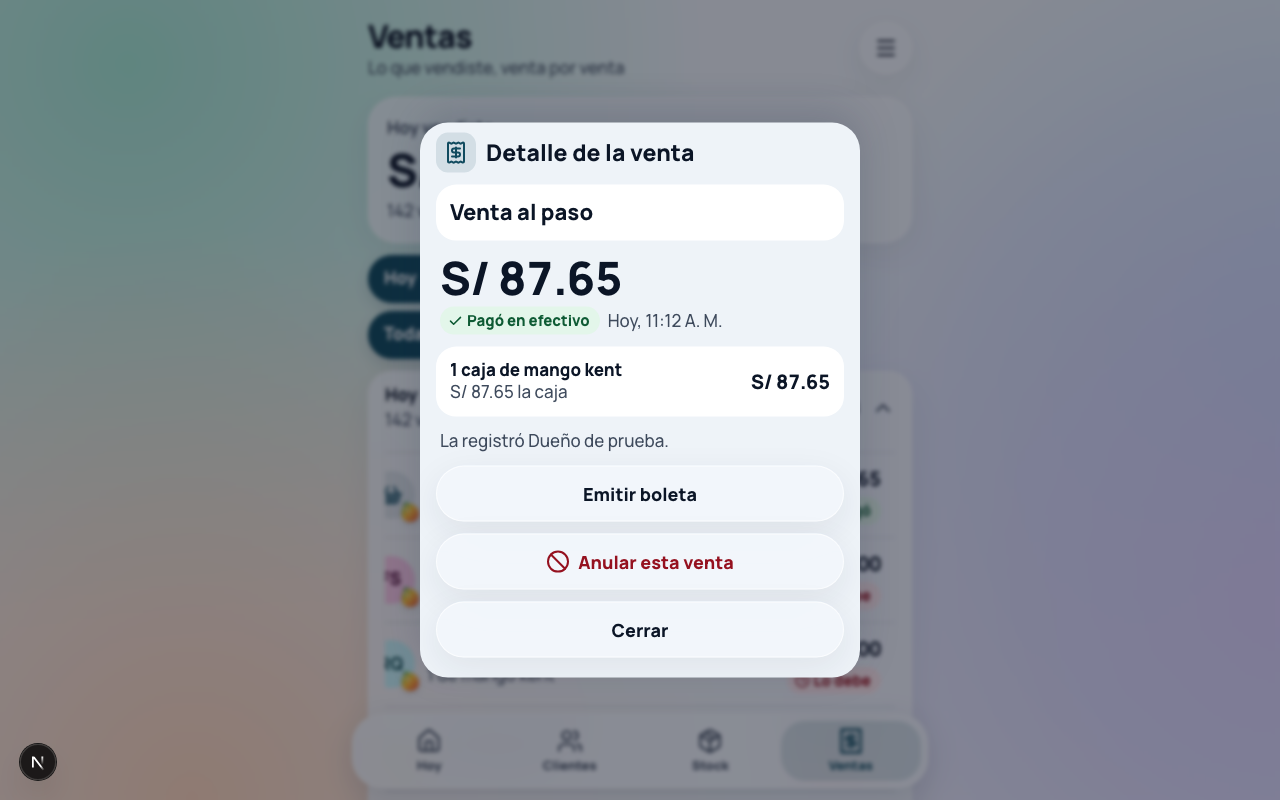 Ventas
Lo que vendiste, venta por venta
Detalle de la venta
Venta al paso
S/ 87.65
Pagó en efectivo Hoy, 11:12 A. M.
1 caja de mango kent
S/ 87.65 la caja
S/ 87.65
La registró Dueño de prueba.
Emitir boleta
Anular esta venta
Cerrar
Hoy
Clientes
Stock
Ventas